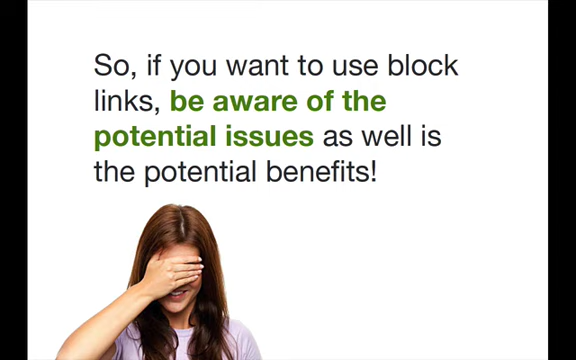 So, if you want to use block
links, be aware of the
potential issues as well is
the potential benefits!